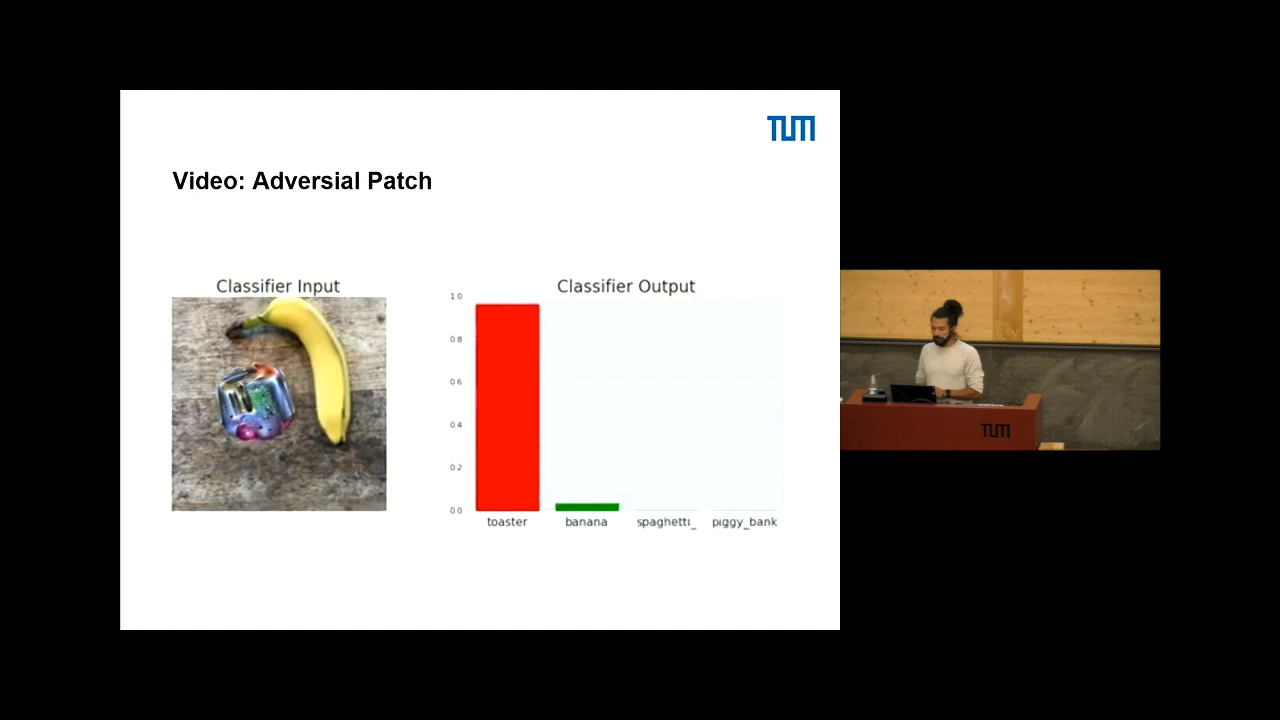 TUM
Video: Adversial Patch
Classifier Input
Classifier Output
1.0
0.8
0.6
0.4
0.2
0.0
toaster
banana
spaghetti_
piggy_bank
TUM